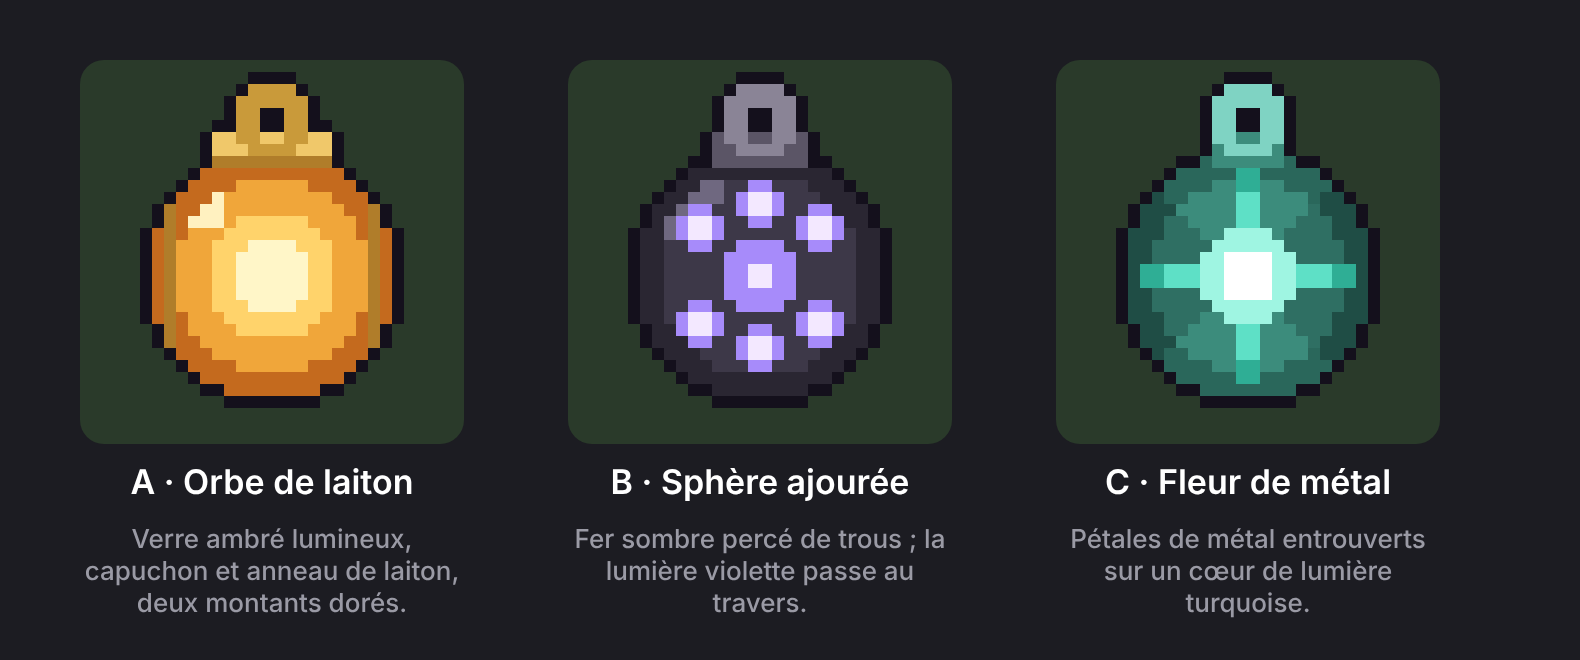 A · Orbe de laiton
Verre ambré lumineux,
capuchon et anneau de laiton,
deux montants dorés.
B · Sphère ajourée
Fer sombre percé de trous ; la
lumière violette passe au
travers.
C · Fleur de métal
Pétales de métal entrouverts
sur un cœur de lumière
turquoise.